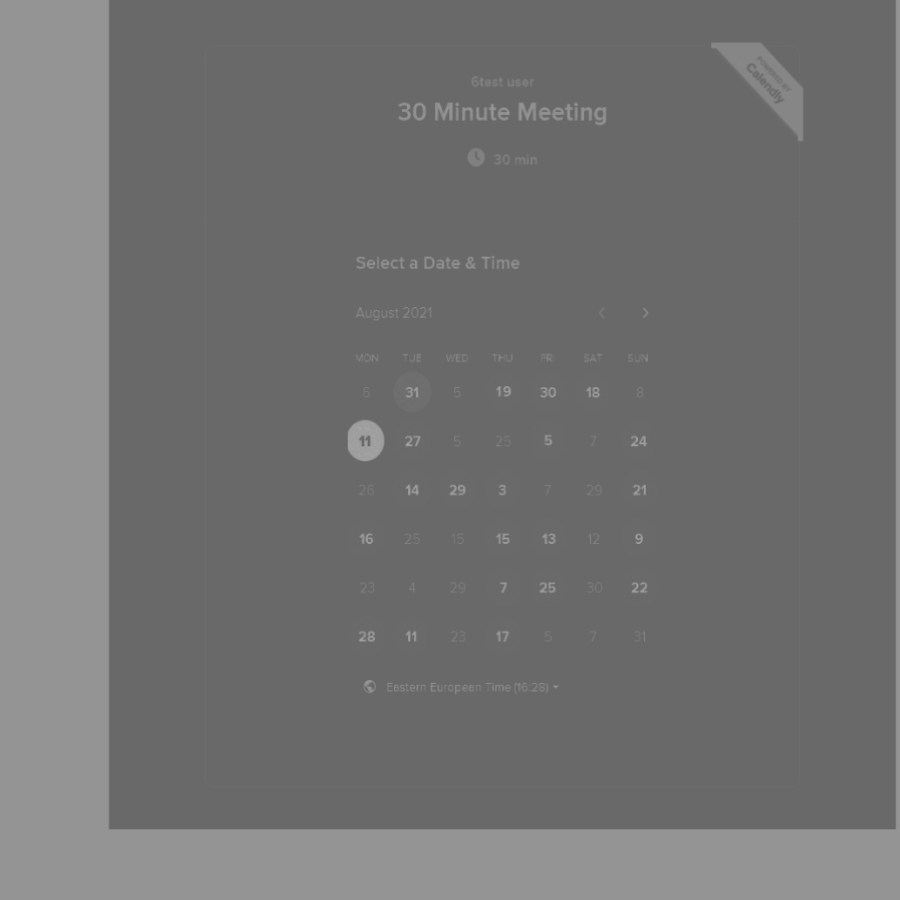 6test user
30 Minute Meeting
30 min
POWERED BY
Calendly
Select a Date & Time
August 2021
MON TUE WED THU FRI SAT SUN
6 31 5 19 30 18 8
11 27 5 25 5 7 24
26 14 29 3 7 29 21
16 25 15 15 13 12 9
23 4 29 7 25 30 22
28 11 23 17 5 7 31
Eastern European Time (16:28)